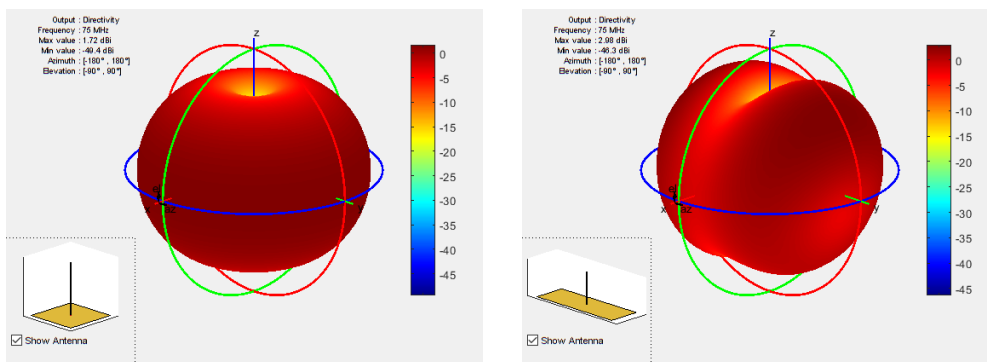 Output : Directivity
Frequency : 75 MHz
Max value : 1.72 dBi
Min value : -49.4 dBi
Azimuth : [-180° , 180°]
Elevation : [-90° , 90°]
z
x
y
0
-5
-10
-15
-20
-25
-30
-35
-40
-45
Show Antenna
Output : Directivity
Frequency : 75 MHz
Max value : 2.98 dBi
Min value : -46.3 dBi
Azimuth : [-180° , 180°]
Elevation : [-90° , 90°]
z
x
y
0
-5
-10
-15
-20
-25
-30
-35
-40
-45
Show Antenna